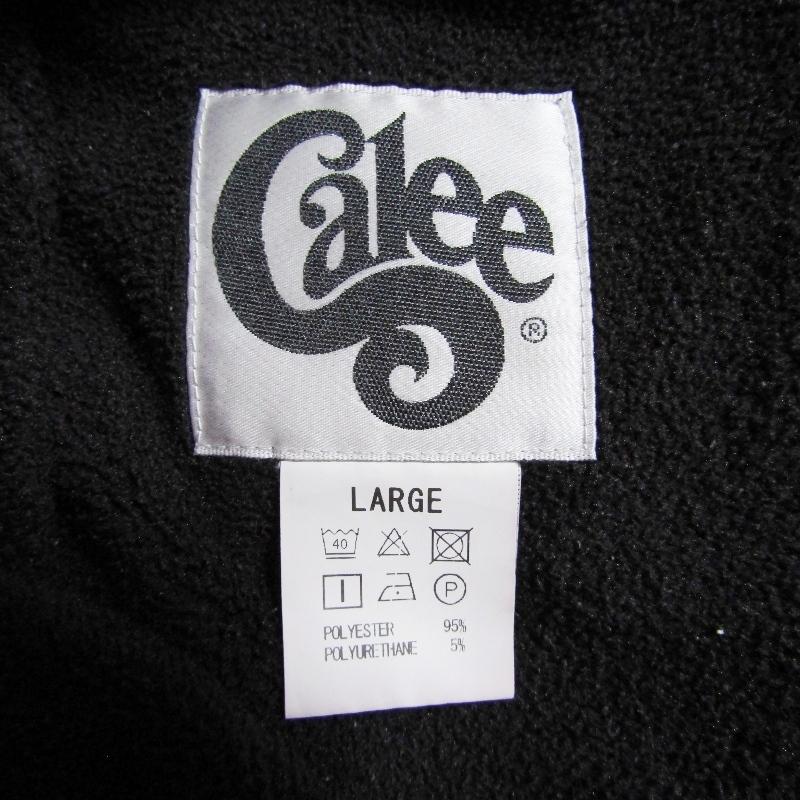 Calee
®
LARGE
40
P
POLYESTER 95%
POLYURETHANE 5%